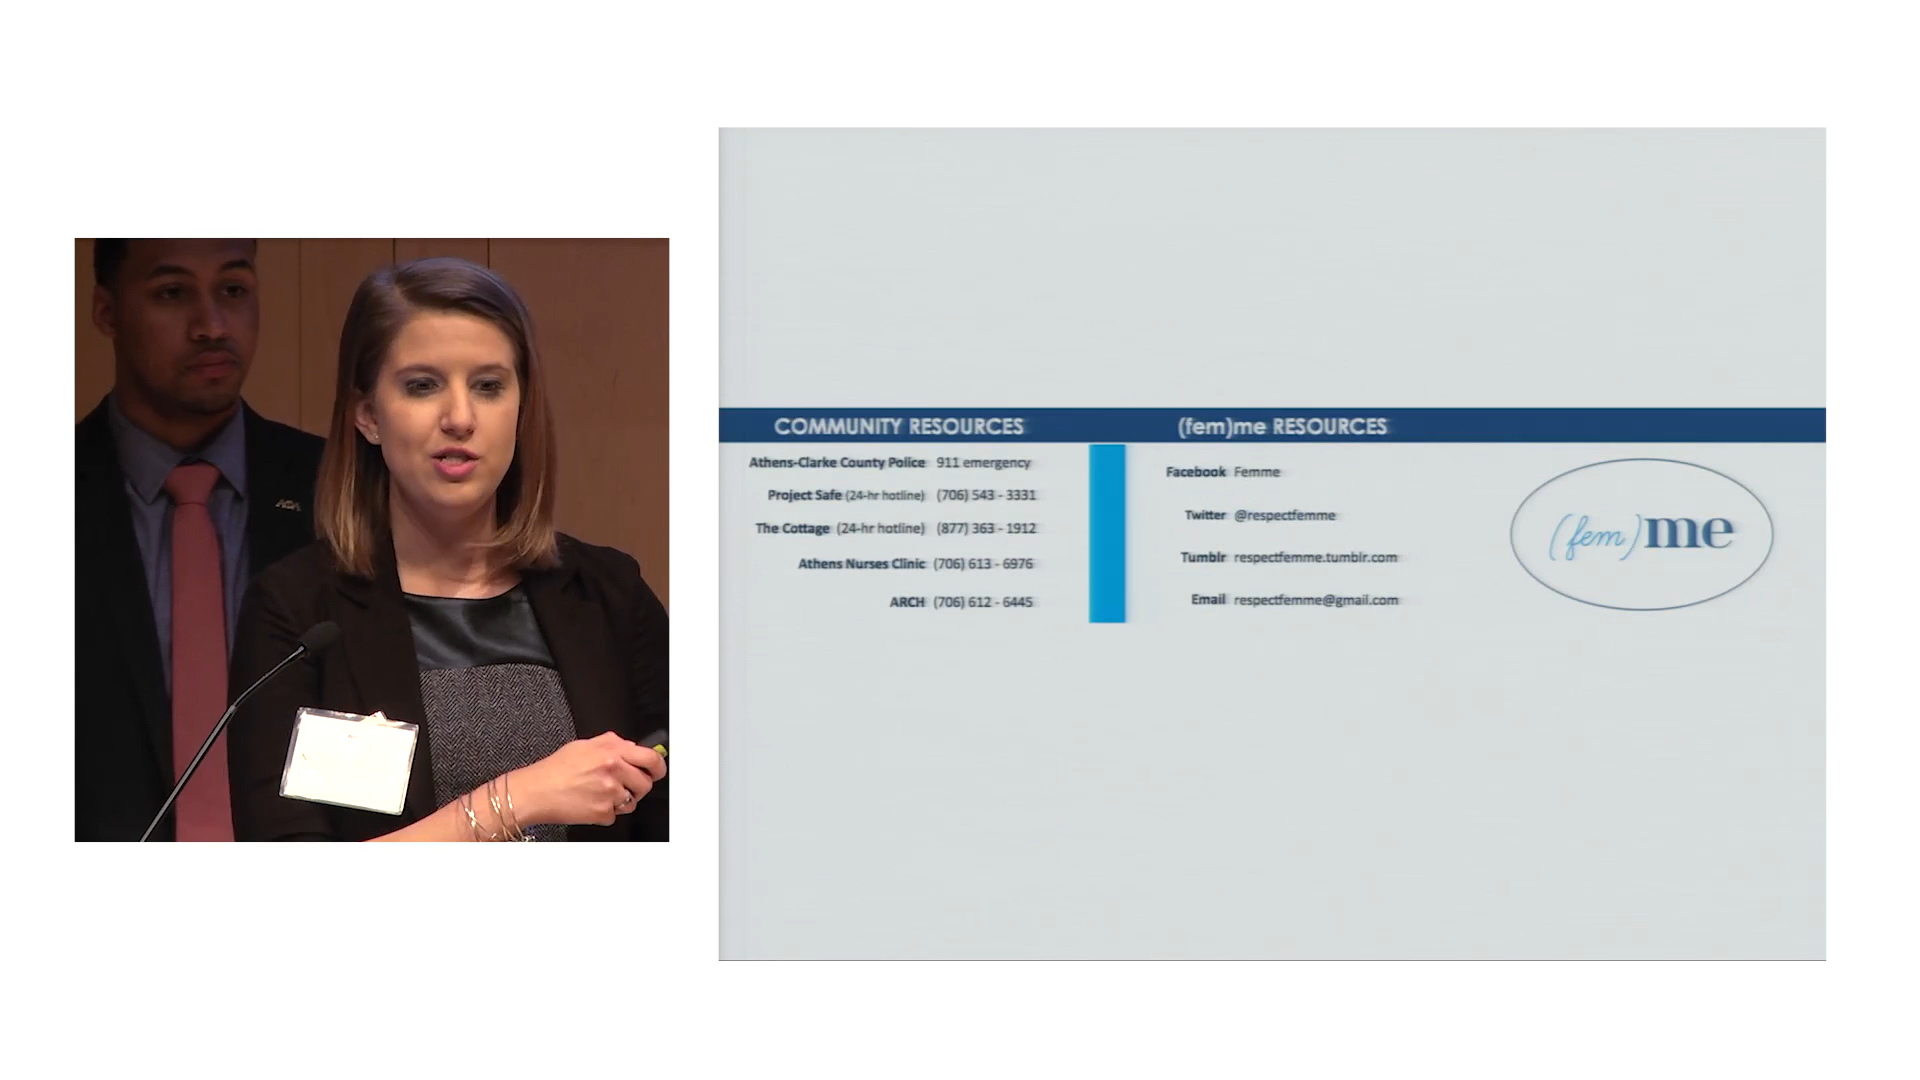 COMMUNITY RESOURCES
Athens-Clarke County Police 911 emergency
Project Safe (24-hr hotline) (706) 543 - 3331
The Cottage (24-hr hotline) (877) 363 - 1912
Athens Nurses Clinic (706) 613 - 6976
ARCH (706) 612 - 6445
(fem)me RESOURCES
Facebook Femme
Twitter @respectfemme
Tumblr respectfemme.tumblr.com
Email respectfemme@gmail.com
(fem)me